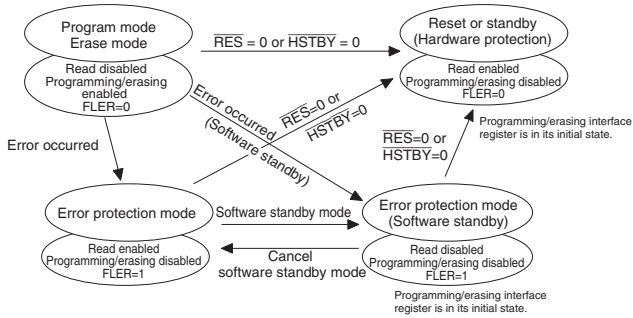 Program mode
Erase mode
Read disabled
Programming/erasing
enabled
FLER=0
RES = 0 or HSTBY = 0
Reset or standby
(Hardware protection)
Read enabled
Programming/erasing disabled
FLER=0
Programming/erasing interface
register is in its initial state.
Error occurred
Error occurred
(Software standby)
RES=0 or
HSTBY=0
RES=0 or
HSTBY=0
Error protection mode
Read enabled
Programming/erasing disabled
FLER=1
Software standby mode
Cancel
software standby mode
Error protection mode
(Software standby)
Read disabled
Programming/erasing disabled
FLER=1
Programming/erasing interface
register is in its initial state.